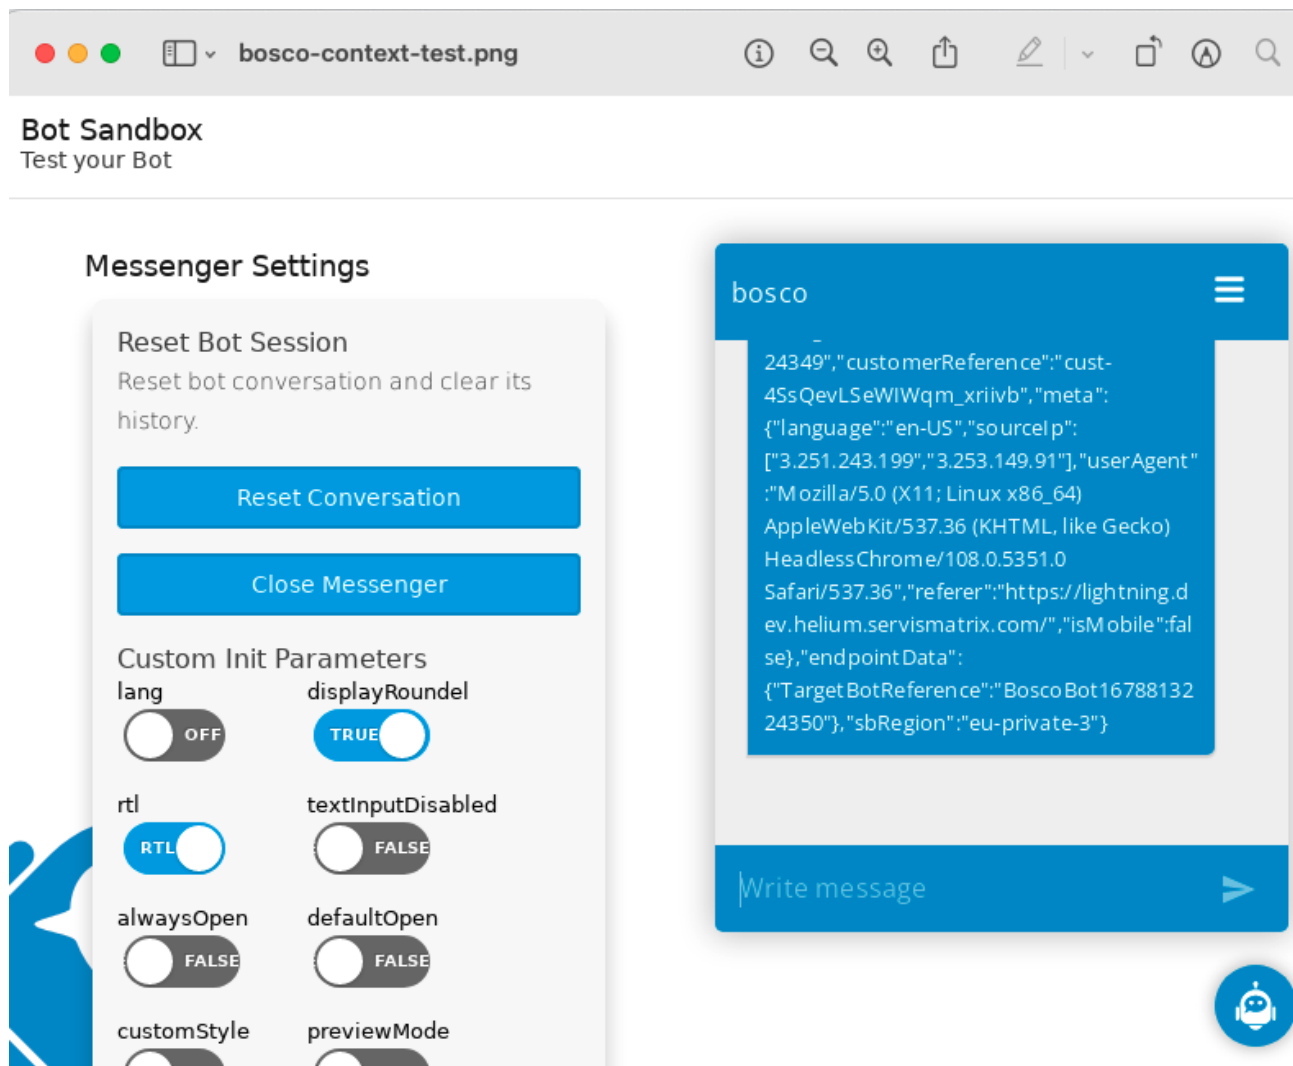 bosco-context-test.png
Bot Sandbox
Test your Bot
Messenger Settings
Reset Bot Session
Reset bot conversation and clear its
history.
Reset Conversation
Close Messenger
Custom Init Parameters
lang
displayRoundel
OFF
TRUE
rtl
textInputDisabled
RTL
FALSE
alwaysOpen
defaultOpen
FALSE
FALSE
customStyle
previewMode
bosco
24349","customerReference":"cust-
4SsQevLSeWIWqm_xriivb","meta":
{"language":"en-US","sourceIp":
["3.251.243.199","3.253.149.91"],"userAgent"
:"Mozilla/5.0 (X11; Linux x86_64)
AppleWebKit/537.36 (KHTML, like Gecko)
HeadlessChrome/108.0.5351.0
Safari/537.36","referer":"https://lightning.d
ev.helium.servismatrix.com/","isMobile":fal
se},"endpointData":
{"TargetBotReference":"BoscoBot16788132
24350"},"sbRegion":"eu-private-3"}
Write message